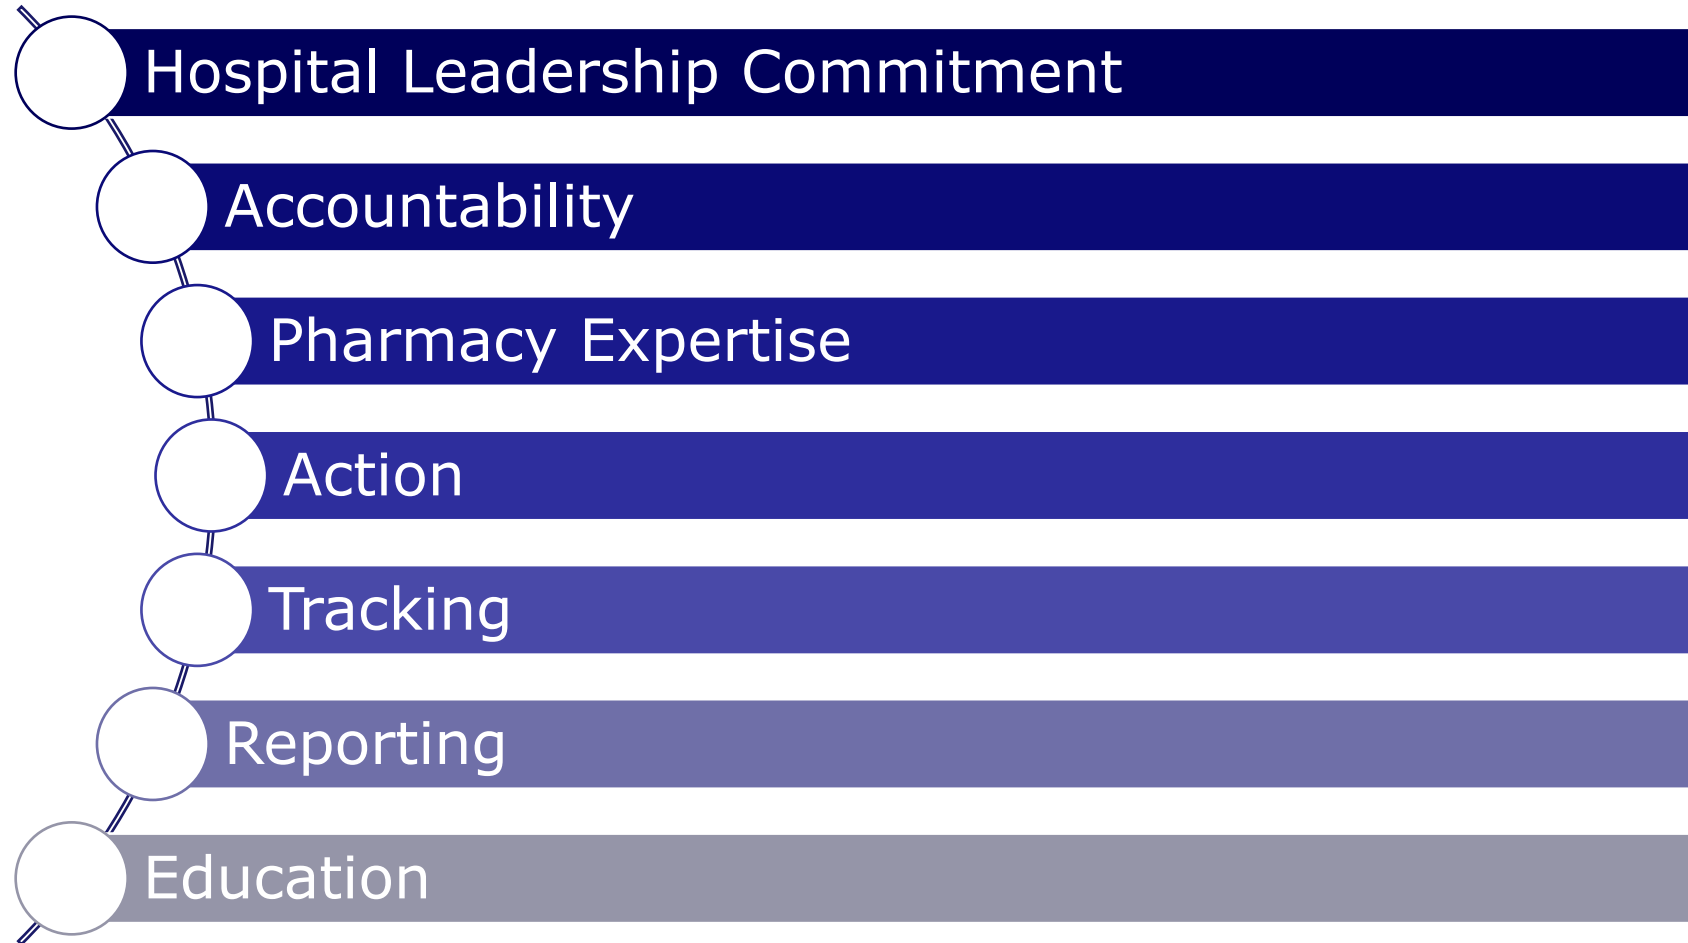 Hospital Leadership Commitment
Accountability
Pharmacy Expertise
Action
Tracking
Reporting
Education